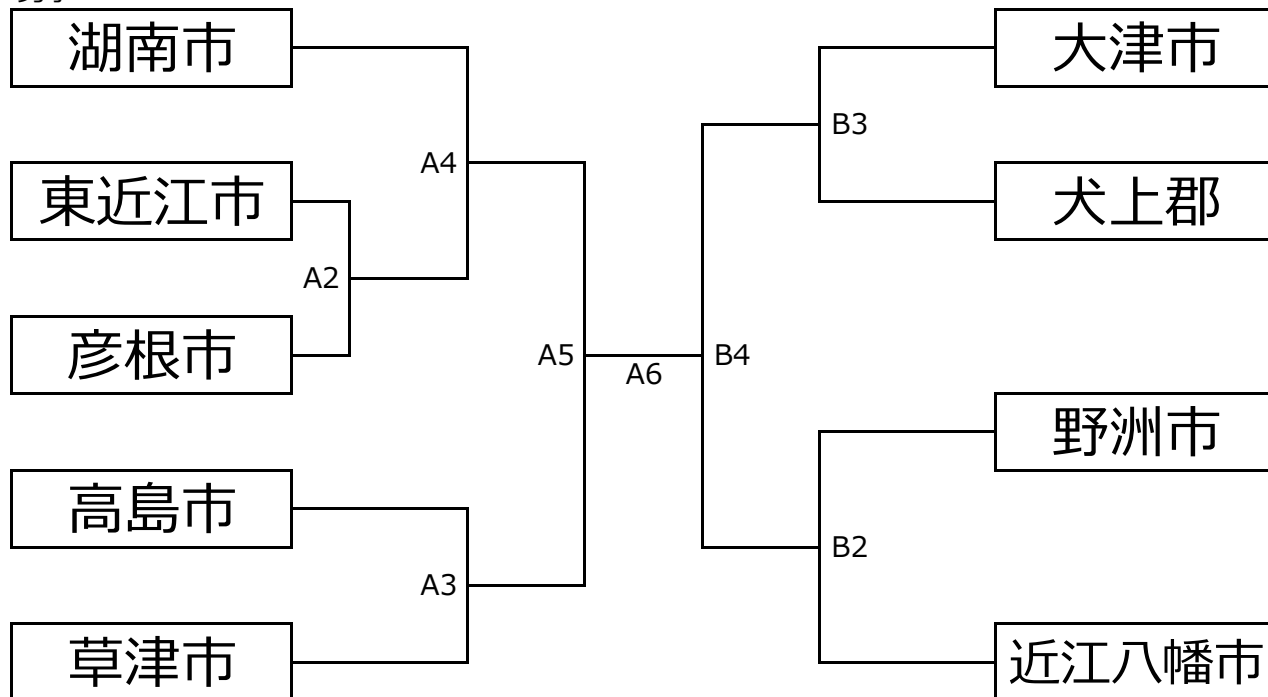 湖南市
東近江市
彦根市
高島市
草津市
A2
A4
A3
A5
A6
B4
B3
B2
大津市
犬上郡
野洲市
近江八幡市